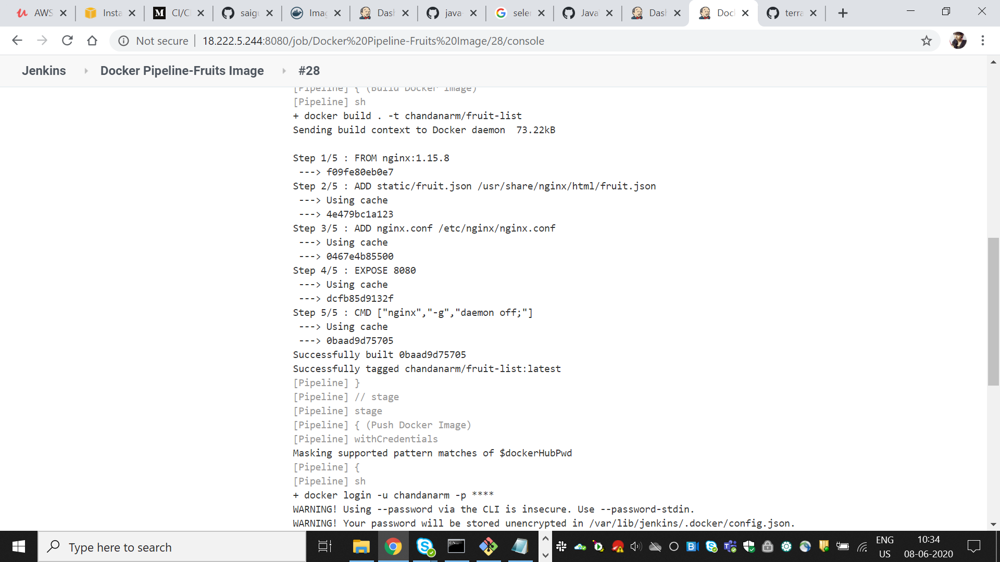 AWS
Insta
CI/CI
saigu
Imag
Dash
java-
seler
Java
Dash
Doc
terra
Not secure | 18.222.5.244:8080/job/Docker%20Pipeline-Fruits%20Image/28/console
Jenkins Docker Pipeline-Fruits Image #28
[Pipeline] { (Build Docker Image)
[Pipeline] sh
+ docker build . -t chandanarm/fruit-list
Sending build context to Docker daemon  73.22kB
Step 1/5 : FROM nginx:1.15.8
---> f09fe80eb0e7
Step 2/5 : ADD static/fruit.json /usr/share/nginx/html/fruit.json
---> Using cache
---> 4e479bc1a123
Step 3/5 : ADD nginx.conf /etc/nginx/nginx.conf
---> Using cache
---> 0467e4b85500
Step 4/5 : EXPOSE 8080
---> Using cache
---> dcfb85d9132f
Step 5/5 : CMD ["nginx","-g","daemon off;"]
---> Using cache
---> 0baad9d75705
Successfully built 0baad9d75705
Successfully tagged chandanarm/fruit-list:latest
[Pipeline] }
[Pipeline] // stage
[Pipeline] stage
[Pipeline] { (Push Docker Image)
[Pipeline] withCredentials
Masking supported pattern matches of $dockerHubPwd
[Pipeline] {
[Pipeline] sh
+ docker login -u chandanarm -p ****
WARNING! Using --password via the CLI is insecure. Use --password-stdin.
WARNING! Your password will be stored unencrypted in /var/lib/jenkins/.docker/config.json.
Type here to search
ENG
US
10:34
08-06-2020